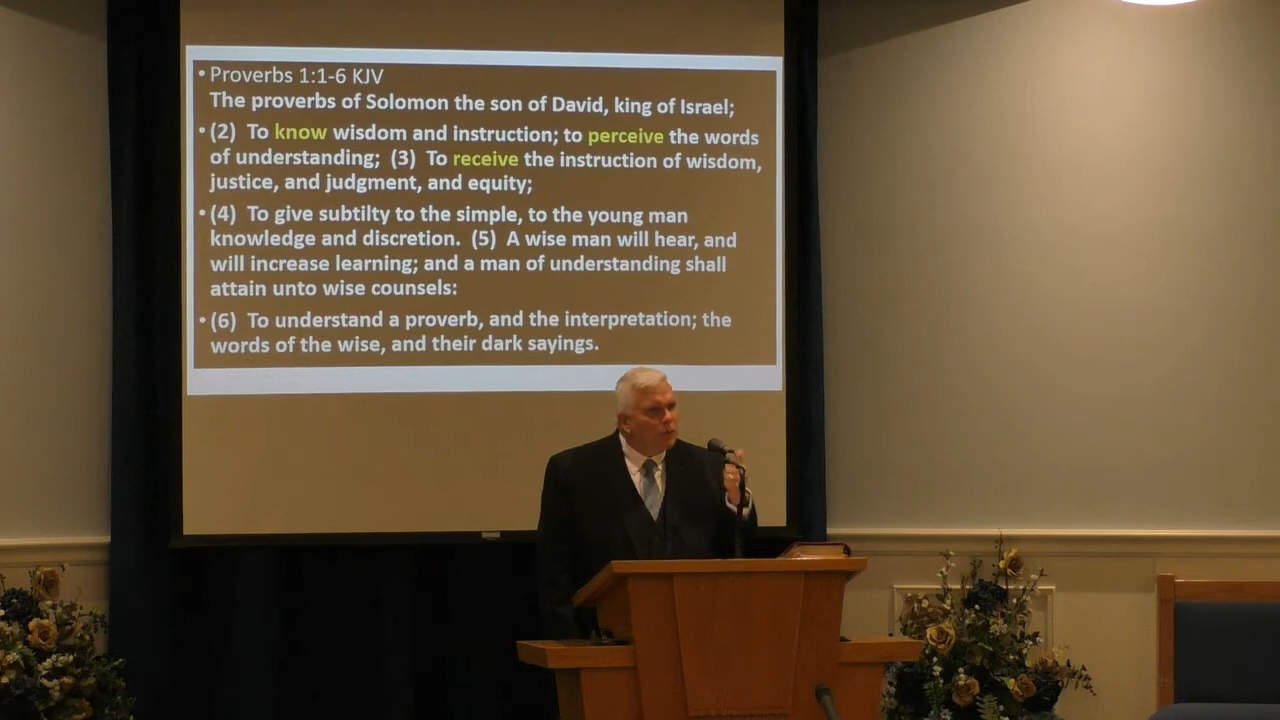 • Proverbs 1:1-6 KJV
The proverbs of Solomon the son of David, king of Israel;
• (2) To know wisdom and instruction; to perceive the words
of understanding; (3) To receive the instruction of wisdom,
justice, and judgment, and equity;
• (4) To give subtilty to the simple, to the young man
knowledge and discretion. (5) A wise man will hear, and
will increase learning; and a man of understanding shall
attain unto wise counsels:
• (6) To understand a proverb, and the interpretation; the
words of the wise, and their dark sayings.